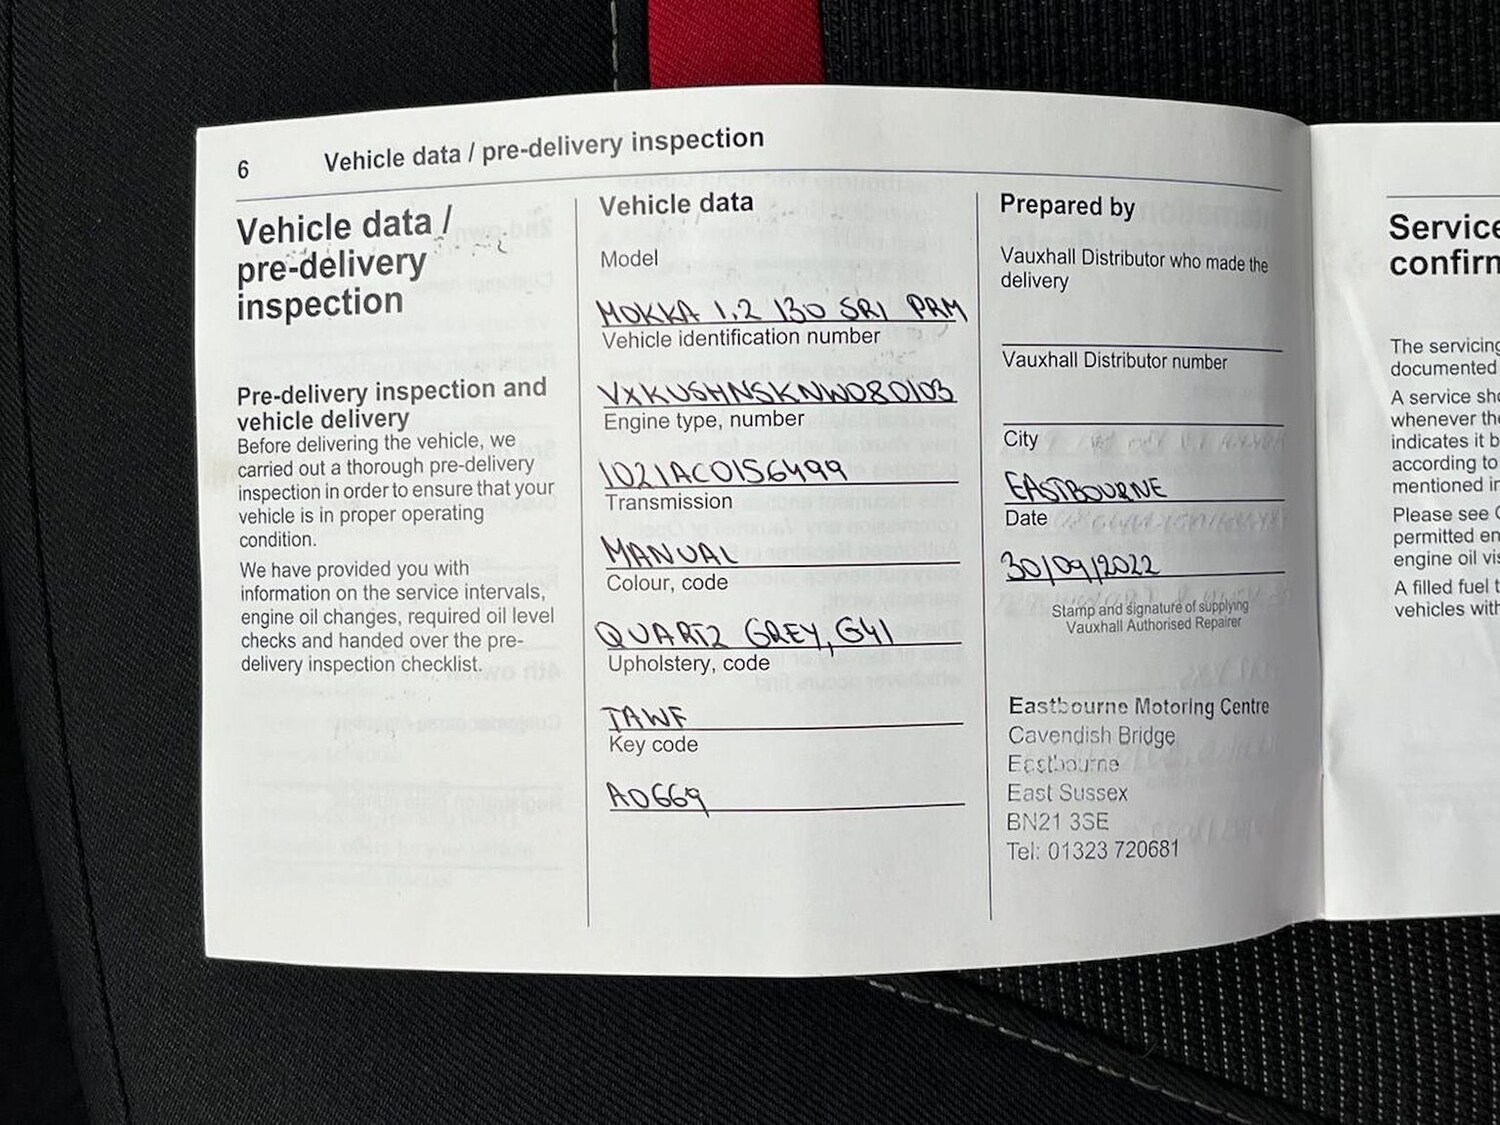 6
Vehicle data / pre-delivery inspection
Vehicle data /
pre-delivery
inspection
Pre-delivery inspection and
vehicle delivery
Before delivering the vehicle, we
carried out a thorough pre-delivery
inspection in order to ensure that your
vehicle is in proper operating
condition.
We have provided you with
information on the service intervals,
engine oil changes, required oil level
checks and handed over the pre-
delivery inspection checklist.
Vehicle data
Model
MOKKA 1.2 130 SRI PRM
Vehicle identification number
VXKUSHNSKNW080103
Engine type, number
1021AC0156499
Transmission
MANUAL
Colour, code
QUARTZ GREY, G41
Upholstery, code
TAWF
Key code
A0669
Prepared by
Vauxhall Distributor who made the
delivery
Vauxhall Distributor number
City
EASTBOURNE
Date
30/09/2022
Stamp and signature of supplying
Vauxhall Authorised Repairer
Eastbourne Motoring Centre
Cavendish Bridge
Eastbourne
East Sussex
BN21 3SE
Tel: 01323 720681
Service
confirm
The servicing
documented
A service sho
whenever the
indicates it b
according to
mentioned in
Please see
permitted en
engine oil vis
A filled fuel t
vehicles with